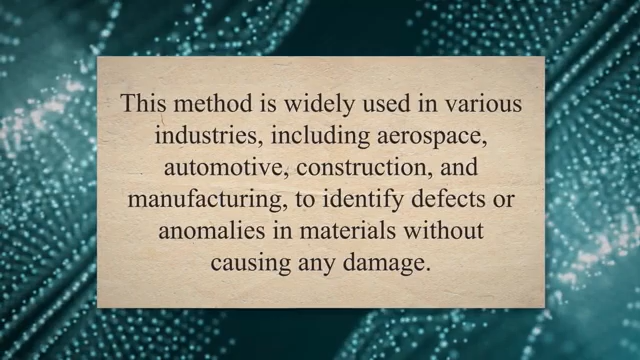 This method is widely used in various
industries, including aerospace,
automotive, construction, and
manufacturing, to identify defects or
anomalies in materials without
causing any damage.